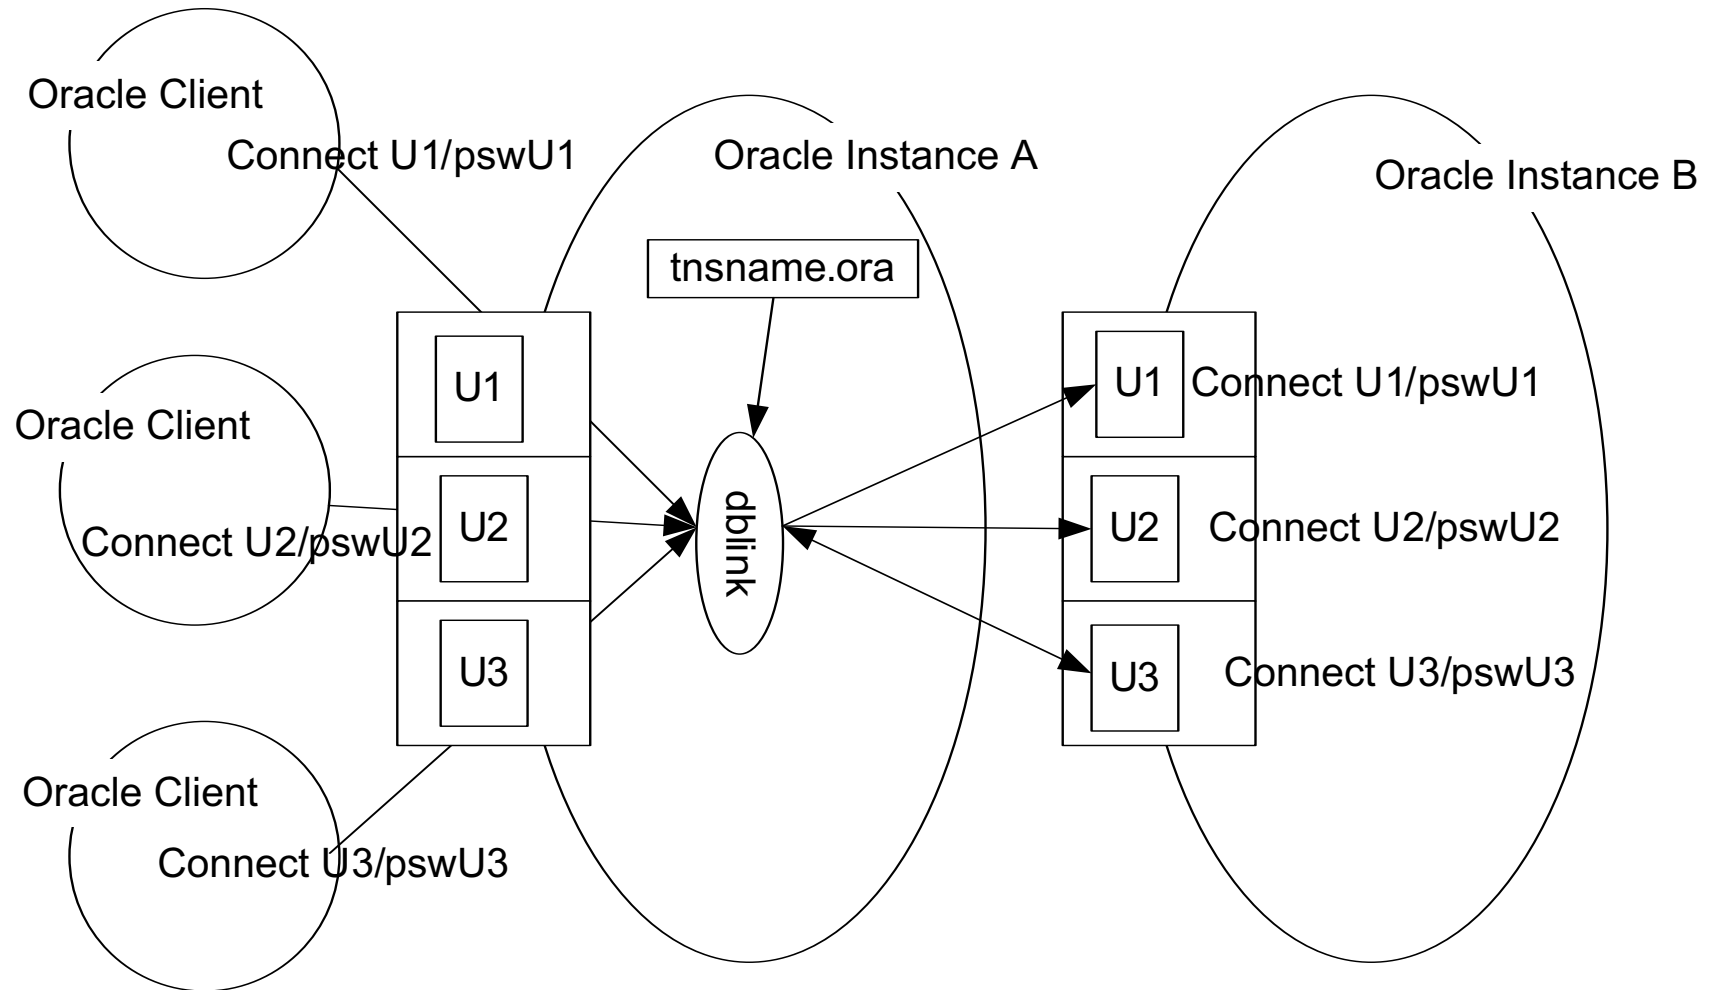 Oracle Client
Connect U1/pswU1
Oracle Instance A
Oracle Instance B
tnsname.ora
U1
U1
Connect U1/pswU1
Oracle Client
Connect U2/pswU2
U2
dblink
U2
Connect U2/pswU2
U3
U3
Connect U3/pswU3
Oracle Client
Connect U3/pswU3